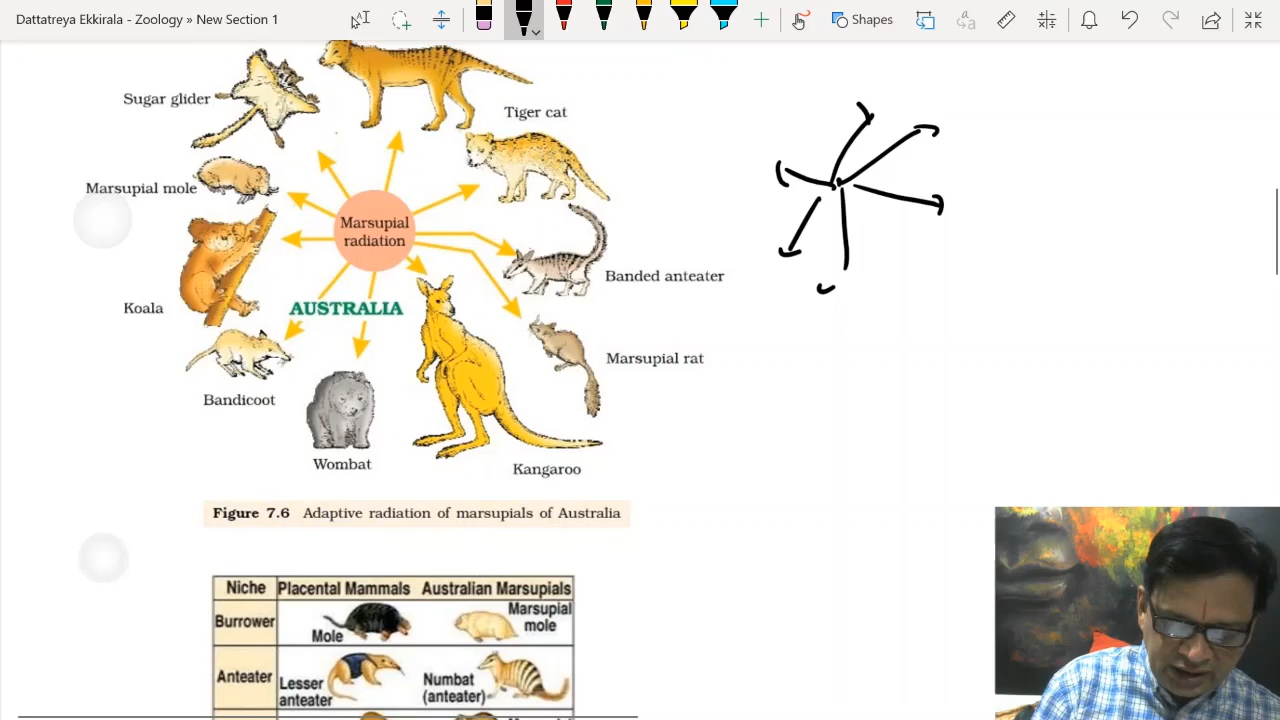 Dattatreya Ekkirala - Zoology » New Section 1
Shapes
Sugar glider
Tiger cat
Marsupial mole
Marsupial
radiation
Banded anteater
Koala
AUSTRALIA
Marsupial rat
Bandicoot
Wombat
Kangaroo
Figure 7.6 Adaptive radiation of marsupials of Australia
Niche Placental Mammals Australian Marsupials
Burrower Mole Marsupial
mole
Anteater Lesser
anteater Numbat
(anteater)